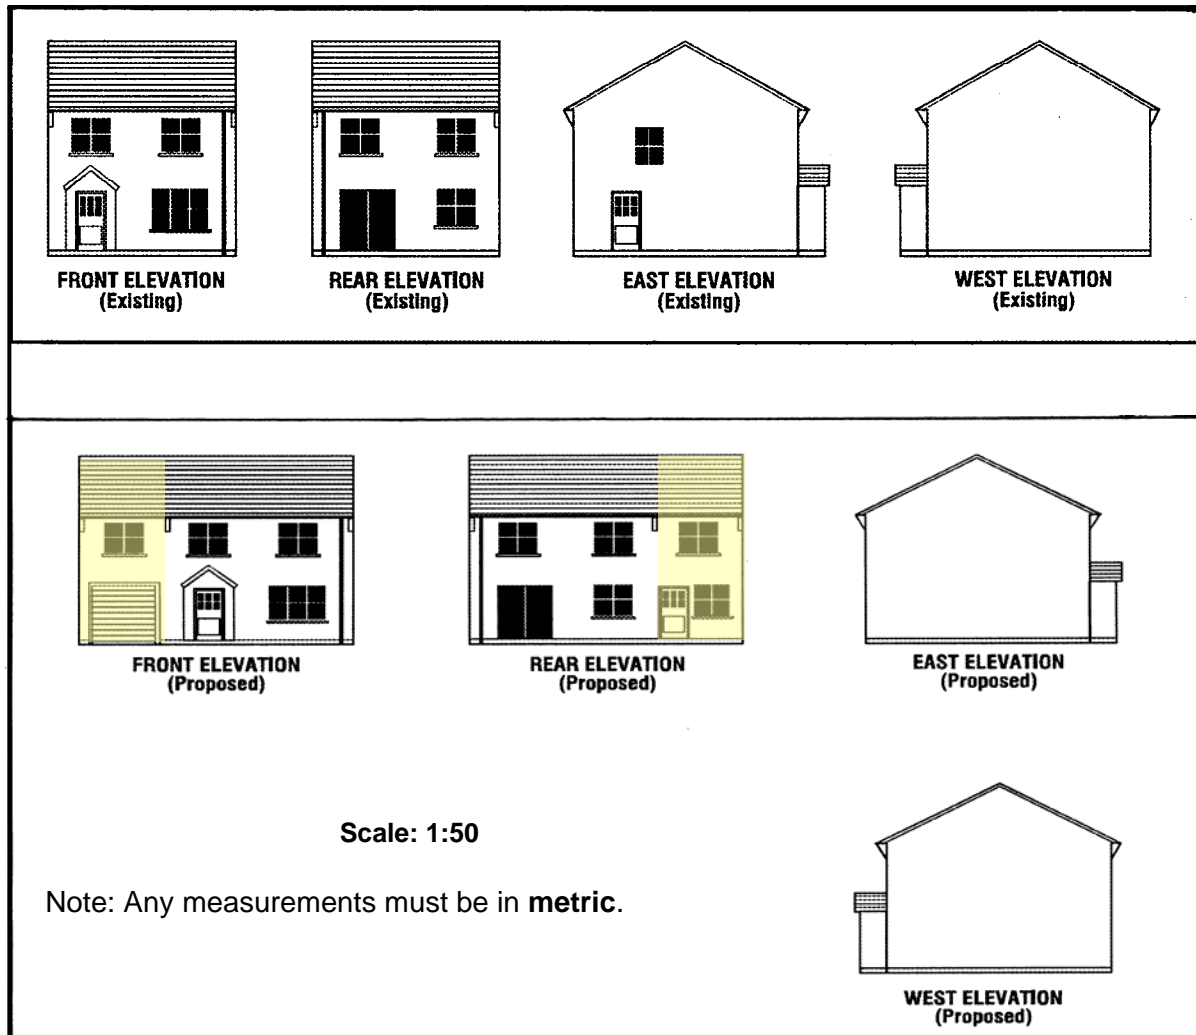 FRONT ELEVATION
(Existing)
REAR ELEVATION
(Existing)
EAST ELEVATION
(Existing)
WEST ELEVATION
(Existing)
FRONT ELEVATION
(Proposed)
REAR ELEVATION
(Proposed)
EAST ELEVATION
(Proposed)
Scale: 1:50
Note: Any measurements must be in metric.
WEST ELEVATION
(Proposed)